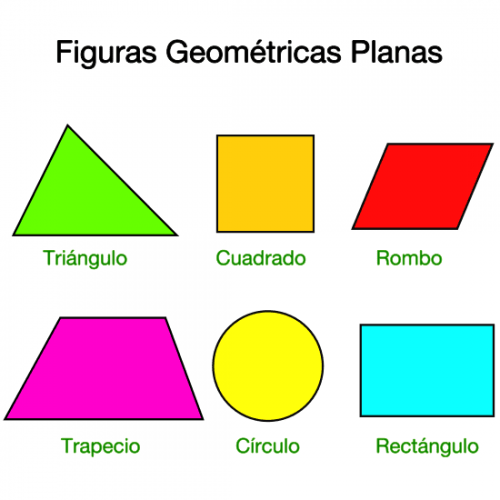 Figuras Geométricas Planas
Triángulo
Cuadrado
Rombo
Trapecio
Círculo
Rectángulo